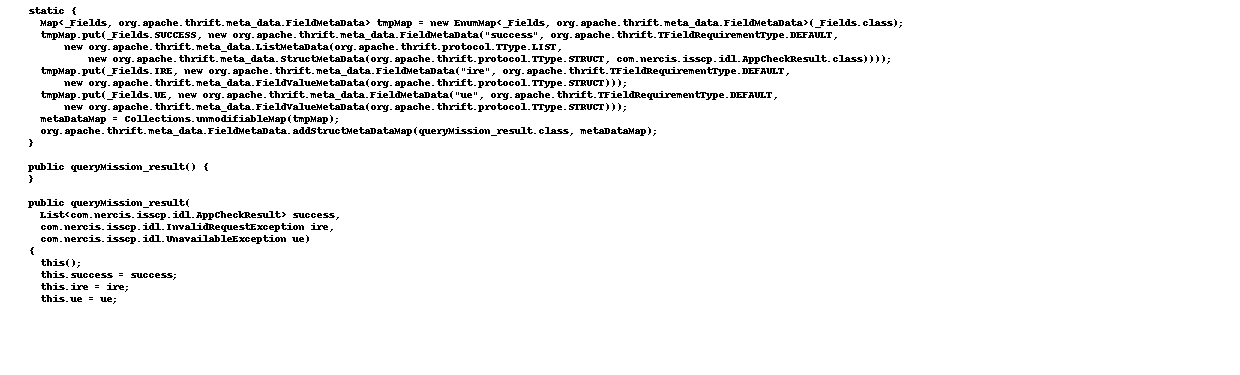 static {
Map<_Fields, org.apache.thrift.meta_data.FieldMetaData> tmpMap = new EnumMap<_Fields, org.apache.thrift.meta_data.FieldMetaData>(_Fields.class);
tmpMap.put(_Fields.SUCCESS, new org.apache.thrift.meta_data.FieldMetaData("success", org.apache.thrift.TFieldRequirementType.DEFAULT,
new org.apache.thrift.meta_data.ListMetaData(org.apache.thrift.protocol.TType.LIST,
new org.apache.thrift.meta_data.StructMetaData(org.apache.thrift.protocol.TType.STRUCT, com.nercis.isscp.idl.AppCheckResult.class))));
tmpMap.put(_Fields.IRE, new org.apache.thrift.meta_data.FieldMetaData("ire", org.apache.thrift.TFieldRequirementType.DEFAULT,
new org.apache.thrift.meta_data.FieldValueMetaData(org.apache.thrift.protocol.TType.STRUCT)));
tmpMap.put(_Fields.UE, new org.apache.thrift.meta_data.FieldMetaData("ue", org.apache.thrift.TFieldRequirementType.DEFAULT,
new org.apache.thrift.meta_data.FieldValueMetaData(org.apache.thrift.protocol.TType.STRUCT)));
metaDataMap = Collections.unmodifiableMap(tmpMap);
org.apache.thrift.meta_data.FieldMetaData.addStructMetaDataMap(queryMission_result.class, metaDataMap);
}
public queryMission_result() {
}
public queryMission_result(
List<com.nercis.isscp.idl.AppCheckResult> success,
com.nercis.isscp.idl.InvalidRequestException ire,
com.nercis.isscp.idl.UnavailableException ue)
{
this();
this.success = success;
this.ire = ire;
this.ue = ue;